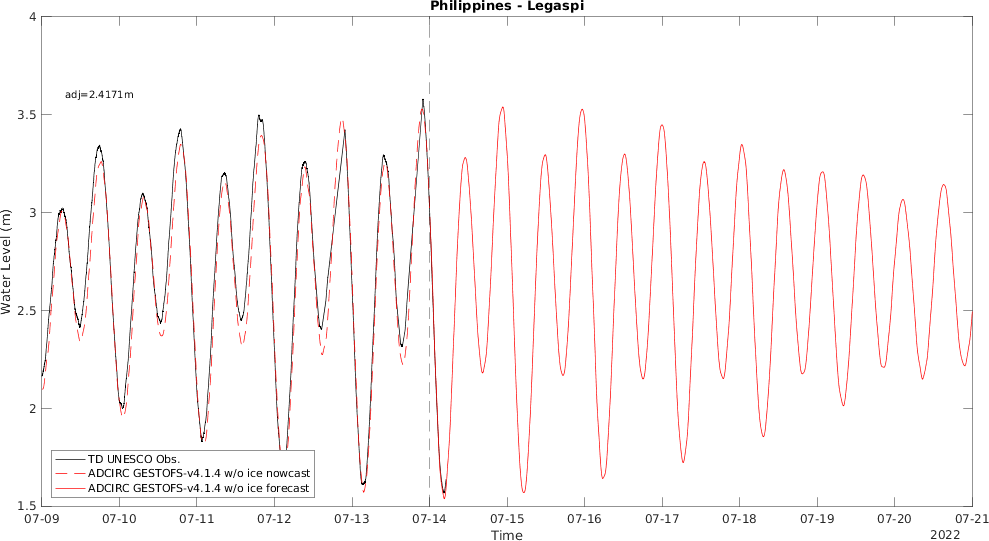 Philippines - Legaspi
4
3.5
3
2.5
2
1.5
Water Level (m)
adj=2.4171m
TD UNESCO Obs.
ADCIRC GESTOFS-v4.1.4 w/o ice nowcast
ADCIRC GESTOFS-v4.1.4 w/o ice forecast
07-09 07-10 07-11 07-12 07-13 07-14 07-15 07-16 07-17 07-18 07-19 07-20 07-21
Time
2022